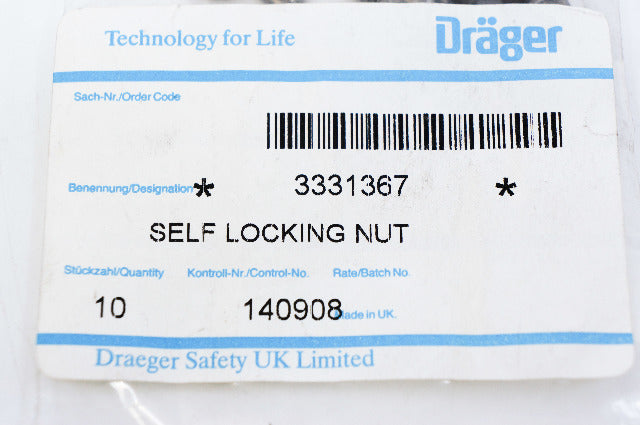 Technology for Life
Dräger
Sach-Nr./Order Code
Benennung/Designation * 3331367 *
SELF LOCKING NUT
Stückzahl/Quantity Kontroll-Nr./Control-No. Rate/Batch No.
10 140908 Made in UK.
Draeger Safety UK Limited